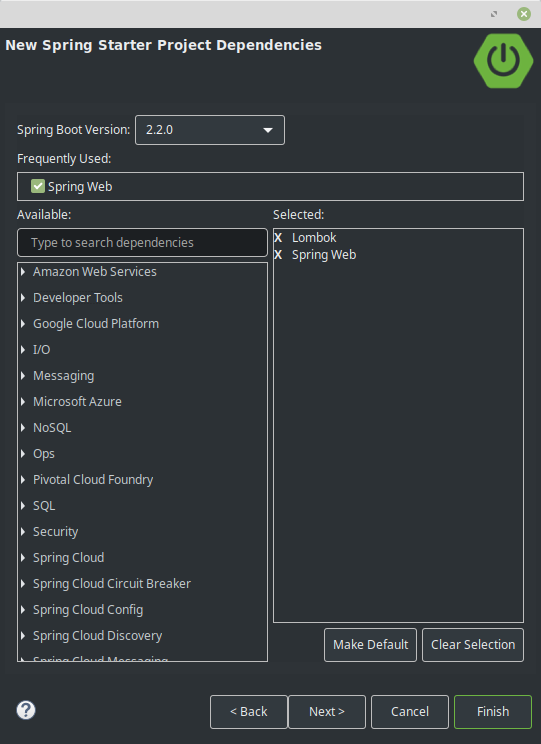 New Spring Starter Project Dependencies
Spring Boot Version: 2.2.0
Frequently Used:
Spring Web
Available:
Type to search dependencies
Amazon Web Services
Developer Tools
Google Cloud Platform
I/O
Messaging
Microsoft Azure
NoSQL
Ops
Pivotal Cloud Foundry
SQL
Security
Spring Cloud
Spring Cloud Circuit Breaker
Spring Cloud Config
Spring Cloud Discovery
Spring Cloud Messaging
Selected:
X Lombok
X Spring Web
Make Default
Clear Selection
?
< Back
Next >
Cancel
Finish